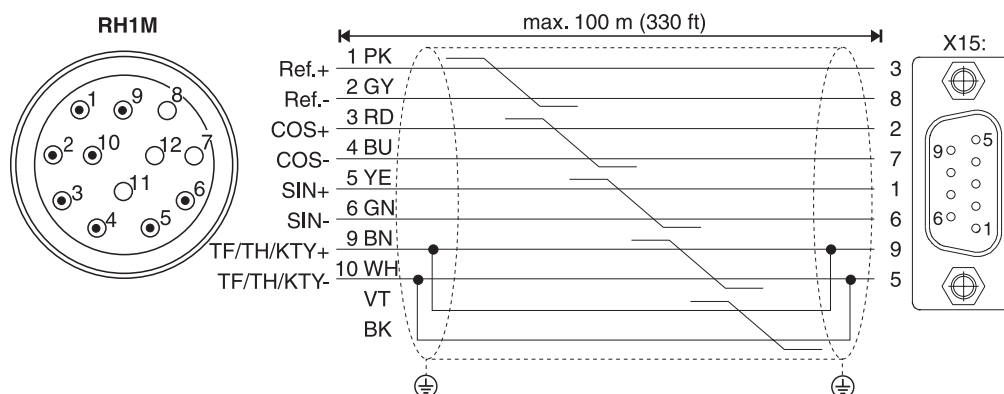 RH1M
max. 100 m (330 ft)
X15:
Ref.+ 1 PK 3
Ref.- 2 GY 8
COS+ 3 RD 2
COS- 4 BU 7
SIN+ 5 YE 1
SIN- 6 GN 6
TF/TH/KTY+ 9 BN 9
TF/TH/KTY- 10 WH 5
VT
BK
1 9 8
2 10 12 7
11
3 6
4 5
9 5
6 1